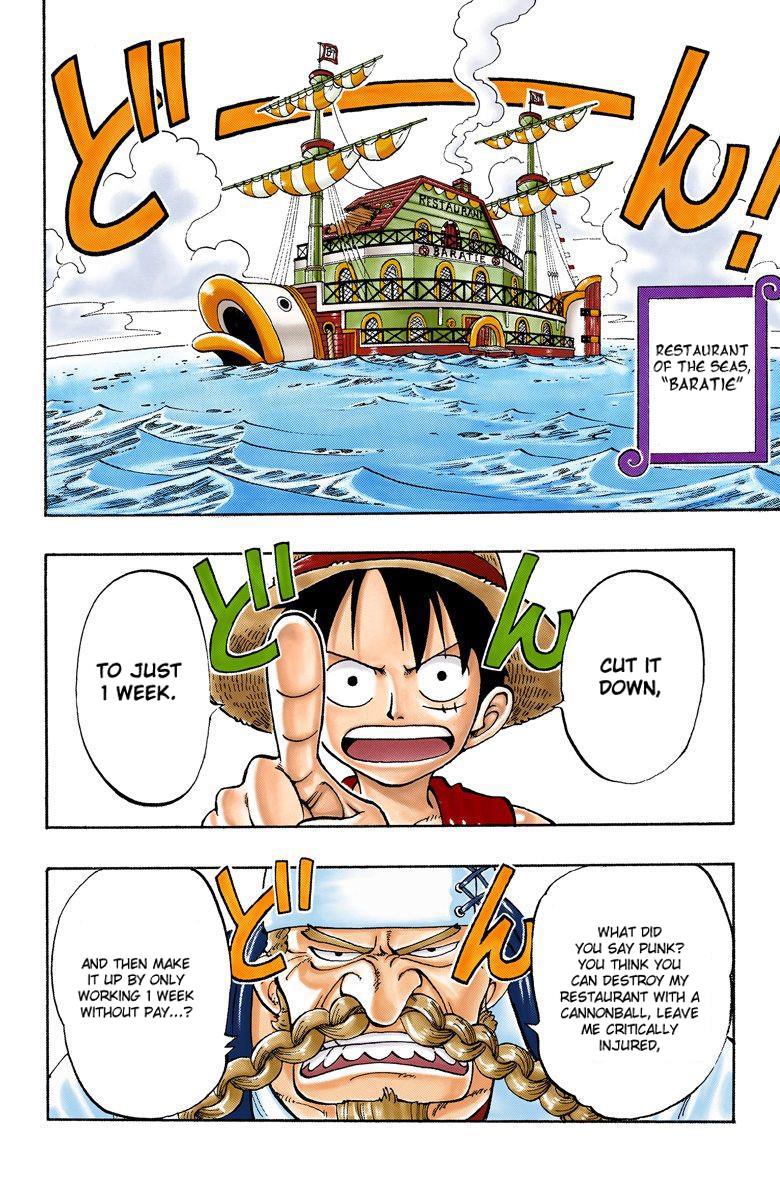 どーん!
RESTAURANT
BARATIE
RESTAURANT
OF THE SEAS,
"BARATIE"
どん
CUT IT
DOWN,
TO JUST
1 WEEK.
どん
WHAT DID
YOU SAY PUNK?
YOU THINK YOU
CAN DESTROY MY
RESTAURANT WITH A
CANNONBALL, LEAVE
ME CRITICALLY
INJURED,
AND THEN MAKE
IT UP BY ONLY
WORKING 1 WEEK
WITHOUT PAY...?